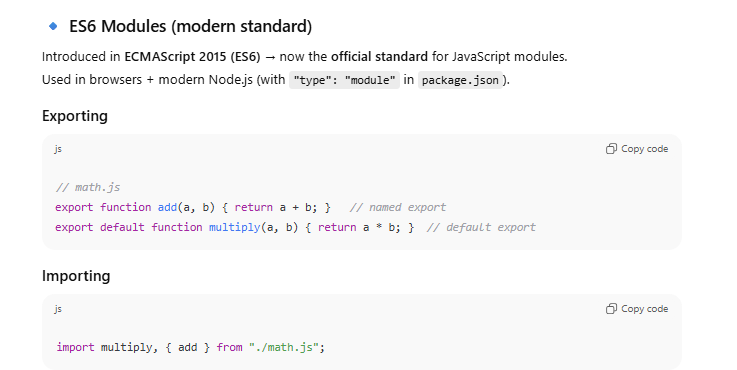 ES6 Modules (modern standard)
Introduced in ECMAScript 2015 (ES6) → now the official standard for JavaScript modules.
Used in browsers + modern Node.js (with "type": "module" in package.json).
Exporting
js
Copy code
// math.js
export function add(a, b) { return a + b; }   // named export
export default function multiply(a, b) { return a * b; }  // default export
Importing
js
Copy code
import multiply, { add } from "./math.js";